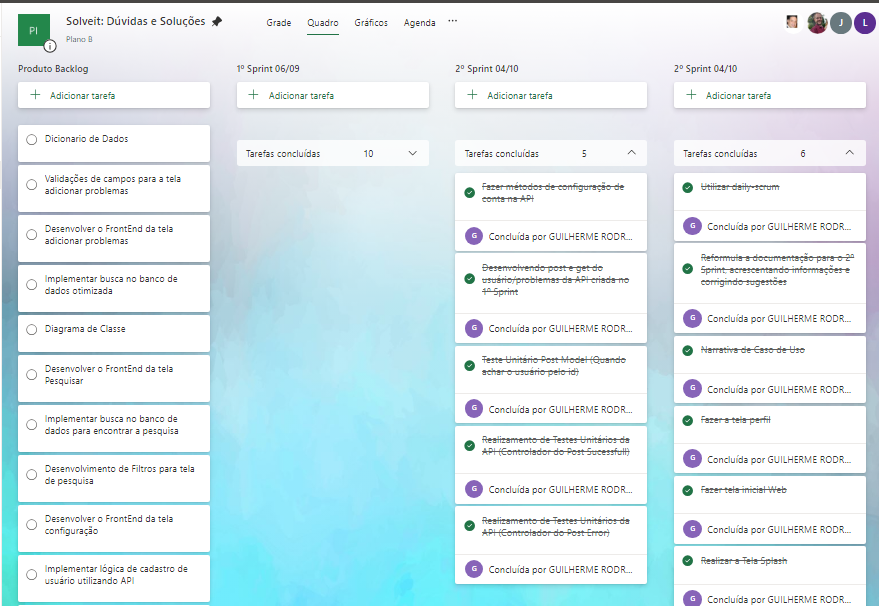 PI
Solveit: Dúvidas e Soluções
Plano B
Grade
Quadro
Gráficos
Agenda
...
J
L
Produto Backlog
Adicionar tarefa
Dicionario de Dados
Validações de campos para a tela
adicionar problemas
Desenvolver o FrontEnd da tela
adicionar problemas
Implementar busca no banco de
dados otimizada
Diagrama de Classe
Desenvolver o FrontEnd da tela
Pesquisar
Implementar busca no banco de
dados para encontrar a pesquisa
Desenvolvimento de Filtros para tela
de pesquisa
Desenvolver o FrontEnd da tela
configuração
Implementar lógica de cadastro de
usuário utilizando API
1º Sprint 06/09
Adicionar tarefa
Tarefas concluídas 10
2º Sprint 04/10
Adicionar tarefa
Tarefas concluídas 5
Fazer métodos de configuração de
conta na API
G Concluída por GUILHERME RODR...
Desenvolvendo post e get do
usuário/problemas da API criada no
1º Sprint
G Concluída por GUILHERME RODR...
Teste Unitário Post Model (Quando
achar o usuário pelo id)
G Concluída por GUILHERME RODR...
Realizamento de Testes Unitários da
API (Controlador do Post Sucessfull)
G Concluída por GUILHERME RODR...
Realizamento de Testes Unitários da
API (Controlador do Post Error)
G Concluída por GUILHERME RODR...
2º Sprint 04/10
Adicionar tarefa
Tarefas concluídas 6
Utilizar daily-scrum
G Concluída por GUILHERME RODR...
Reformula a documentação para o 2º
Sprint, acrescentando informações e
corrigindo sugestões
G Concluída por GUILHERME RODR...
Narrativa de Caso de Uso
G Concluída por GUILHERME RODR...
Fazer a tela perfil
G Concluída por GUILHERME RODR...
Fazer tela inicial Web
G Concluída por GUILHERME RODR...
Realizar a Tela Splash
G Concluída por GUILHERME RODR...